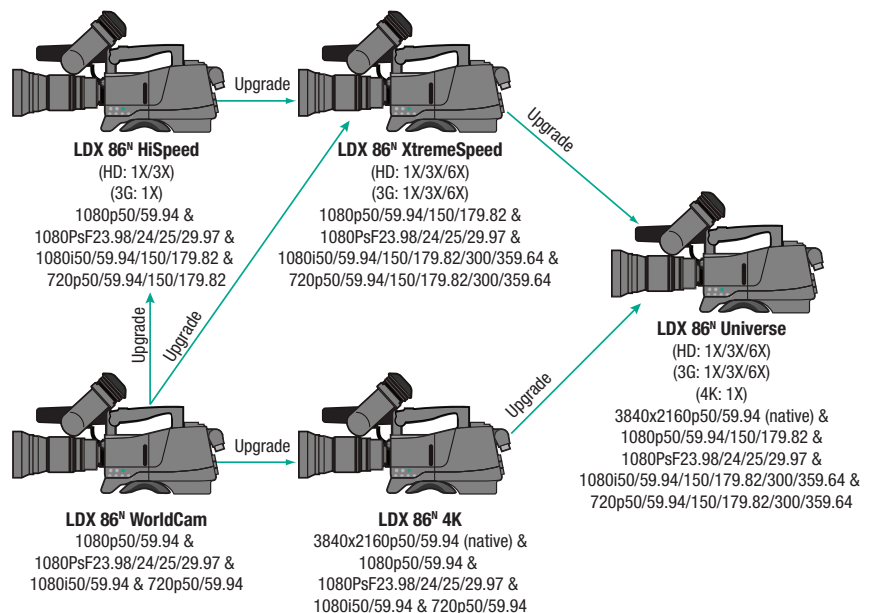 Upgrade
Upgrade
LDX 86ᴺ HiSpeed
(HD: 1X/3X)
(3G: 1X)
1080p50/59.94 &
1080PsF23.98/24/25/29.97 &
1080i50/59.94/150/179.82 &
720p50/59.94/150/179.82
LDX 86ᴺ XtremeSpeed
(HD: 1X/3X/6X)
(3G: 1X/3X/6X)
1080p50/59.94/150/179.82 &
1080PsF23.98/24/25/29.97 &
1080i50/59.94/150/179.82/300/359.64 &
720p50/59.94/150/179.82/300/359.64
Upgrade
Upgrade
LDX 86ᴺ Universe
(HD: 1X/3X/6X)
(3G: 1X/3X/6X)
(4K: 1X)
3840x2160p50/59.94 (native) &
1080p50/59.94/150/179.82 &
1080PsF23.98/24/25/29.97 &
1080i50/59.94/150/179.82/300/359.64 &
720p50/59.94/150/179.82/300/359.64
Upgrade
Upgrade
LDX 86ᴺ WorldCam
1080p50/59.94 &
1080PsF23.98/24/25/29.97 &
1080i50/59.94 & 720p50/59.94
LDX 86ᴺ 4K
3840x2160p50/59.94 (native) &
1080p50/59.94 &
1080PsF23.98/24/25/29.97 &
1080i50/59.94 & 720p50/59.94